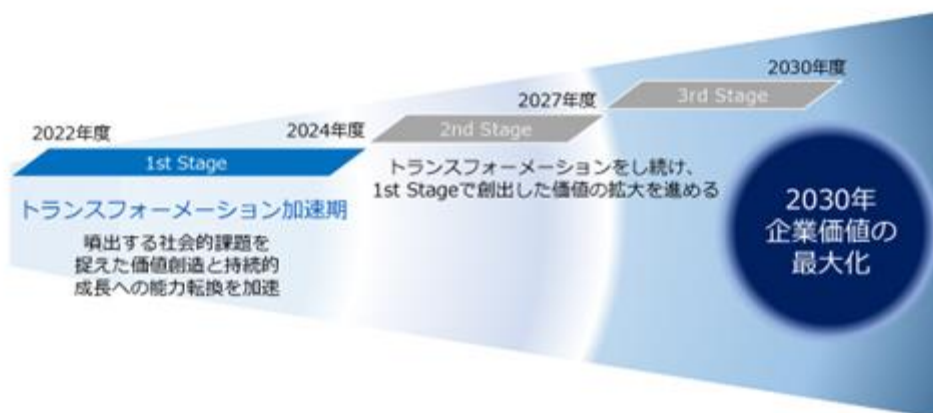 2022年度
2024年度
2027年度
2030年度
1st Stage
2nd Stage
3rd Stage
トランスフォーメーション加速期
噴出する社会的課題を
捉えた価値創造と持続的
成長への能力転換を加速
トランスフォーメーションをし続け、
1st Stageで創出した価値の拡大を進める
2030年
企業価値の
最大化